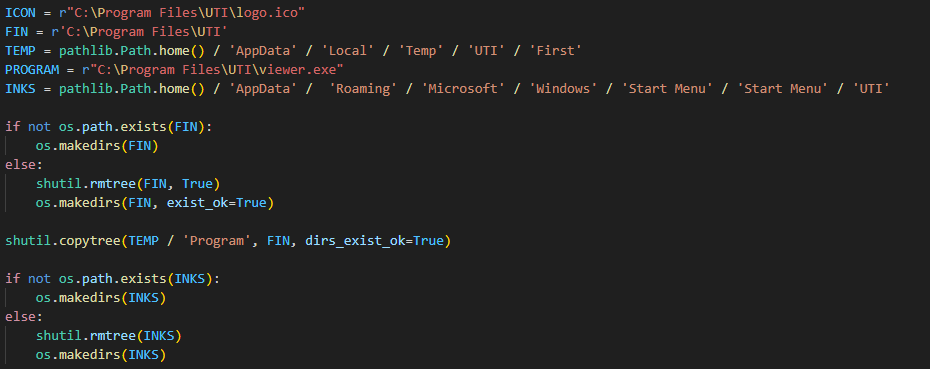 ICON = r"C:\Program Files\UTI\logo.ico"
FIN = r'C:\Program Files\UTI'
TEMP = pathlib.Path.home() / 'AppData' / 'Local' / 'Temp' / 'UTI' / 'First'
PROGRAM = r"C:\Program Files\UTI\viewer.exe"
INKS = pathlib.Path.home() / 'AppData' /  'Roaming' / 'Microsoft' / 'Windows' / 'Start Menu' / 'Start Menu' / 'UTI'

if not os.path.exists(FIN):
    os.makedirs(FIN)
else:
    shutil.rmtree(FIN, True)
    os.makedirs(FIN, exist_ok=True)

shutil.copytree(TEMP / 'Program', FIN, dirs_exist_ok=True)

if not os.path.exists(INKS):
    os.makedirs(INKS)
else:
    shutil.rmtree(INKS)
    os.makedirs(INKS)